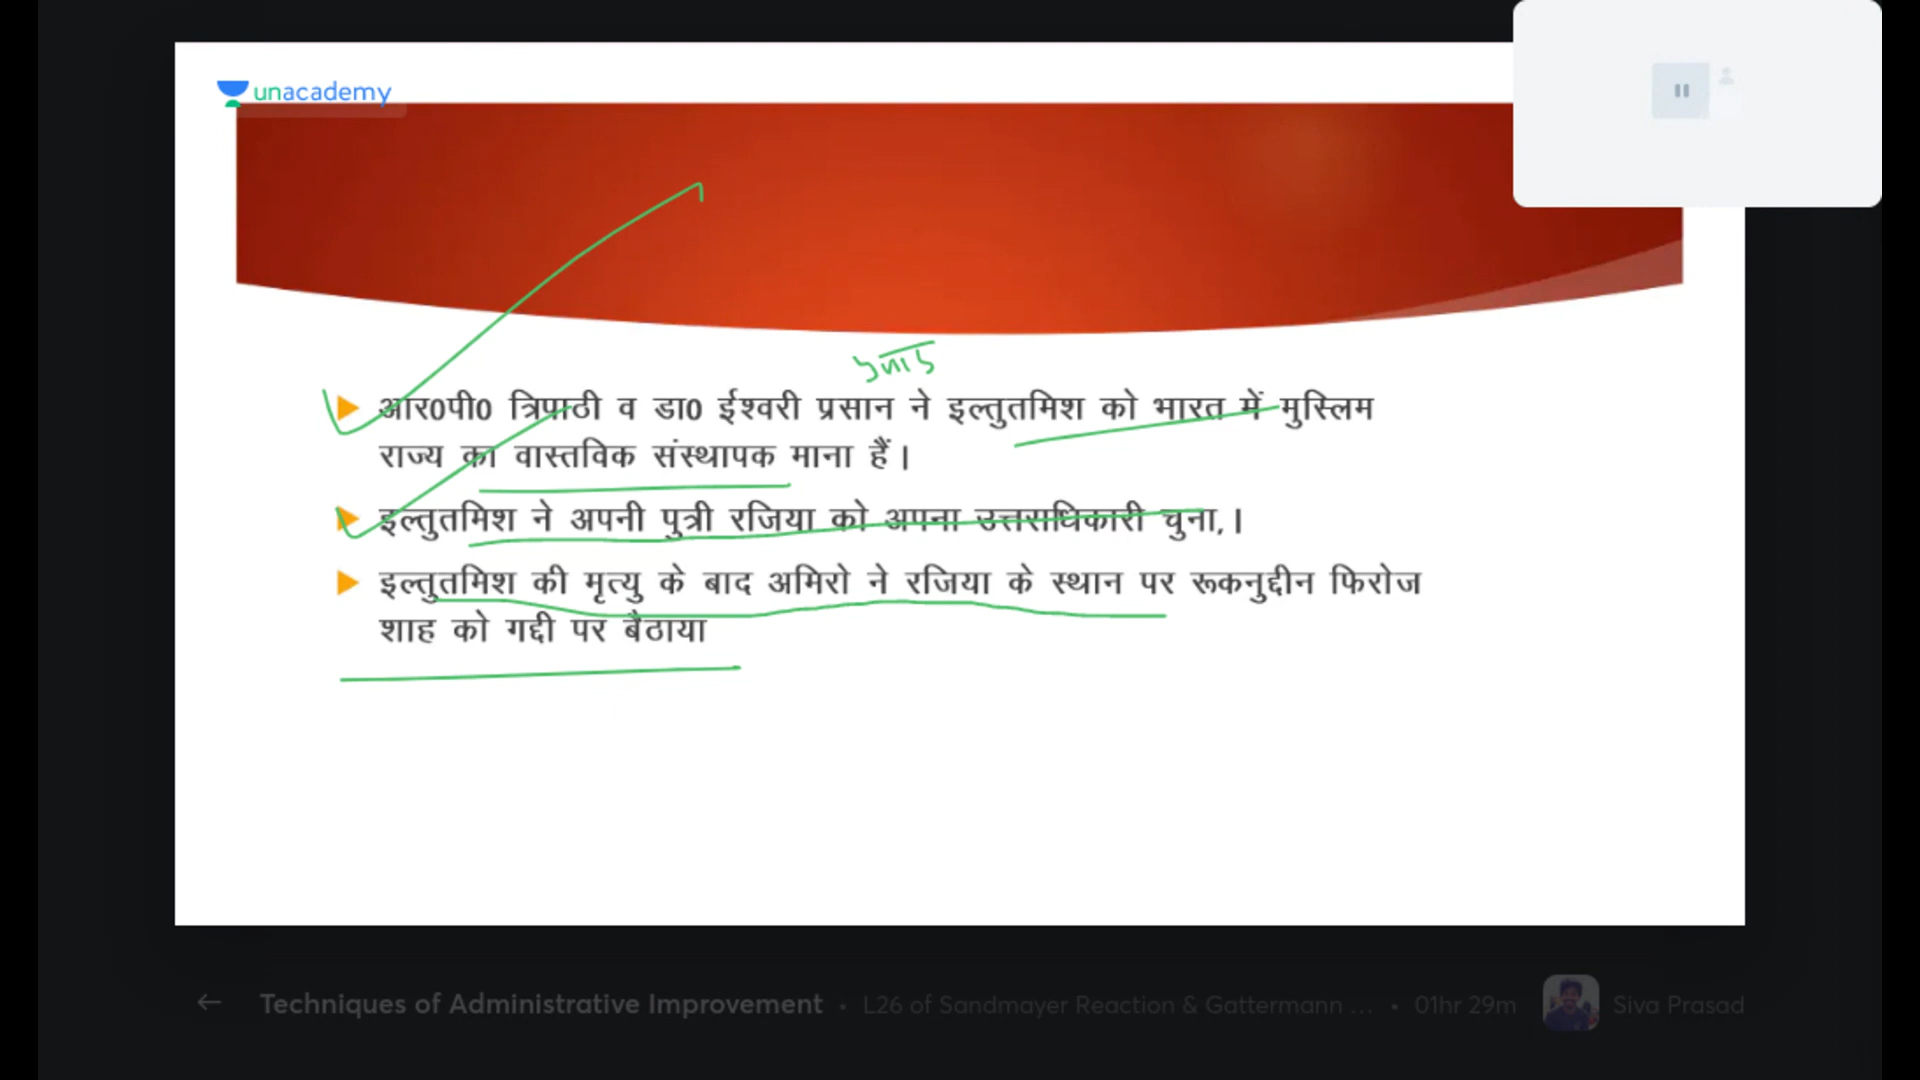 unacademy
आर0पी0 त्रिपाठी व डा0 ईश्वरी प्रसान ने इल्तुतमिश को भारत में मुस्लिम
राज्य का वास्तविक संस्थापक माना हैं।
इल्तुतमिश ने अपनी पुत्री रजिया को अपना उत्तराधिकारी चुना,।
इल्तुतमिश की मृत्यु के बाद अमिरो ने रजिया के स्थान पर रूकनुद्दीन फिरोज
शाह को गद्दी पर बैठाया
Techniques of Administrative Improvement • L26 of Sandmayer Reaction & Gattermann ... • 01hr 29m Siva Prasad